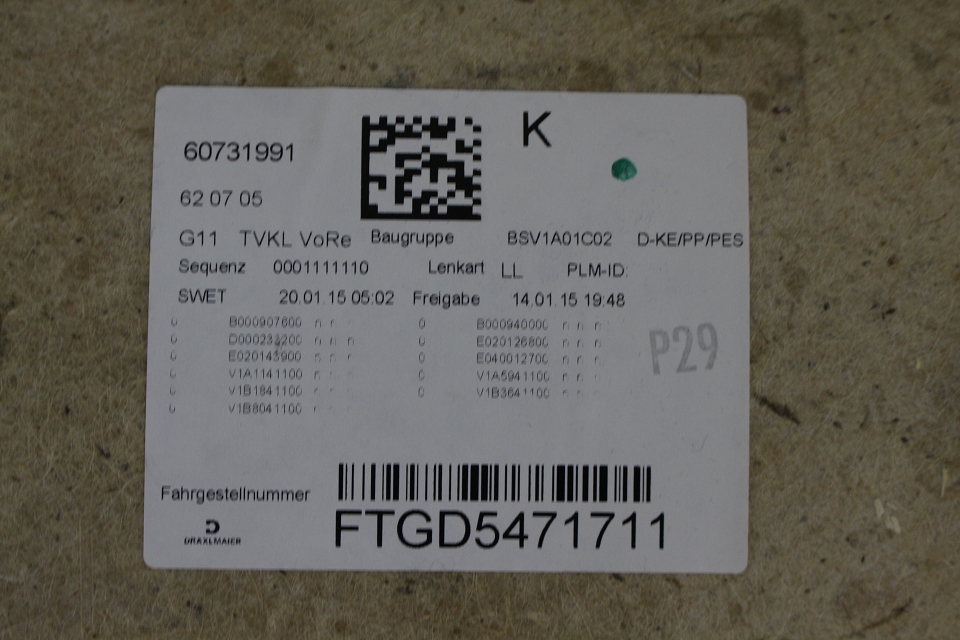 K
60731991
62 07 05
G11 TVKL VoRe Baugruppe BSV1A01C02 D-KE/PP/PES
Sequenz 0001111110 Lenkart LL PLM-ID:
SWET 20.01.15 05:02 Freigabe 14.01.15 19:48
B000907600 B000940000
D000233200 E020126800
E020143900 E040012700
V1A1141100 V1A5941100
V1B1841100 V1B3641100
V1B8041100
P29
Fahrgestellnummer
DRÄXLMAIER
FTGD5471711